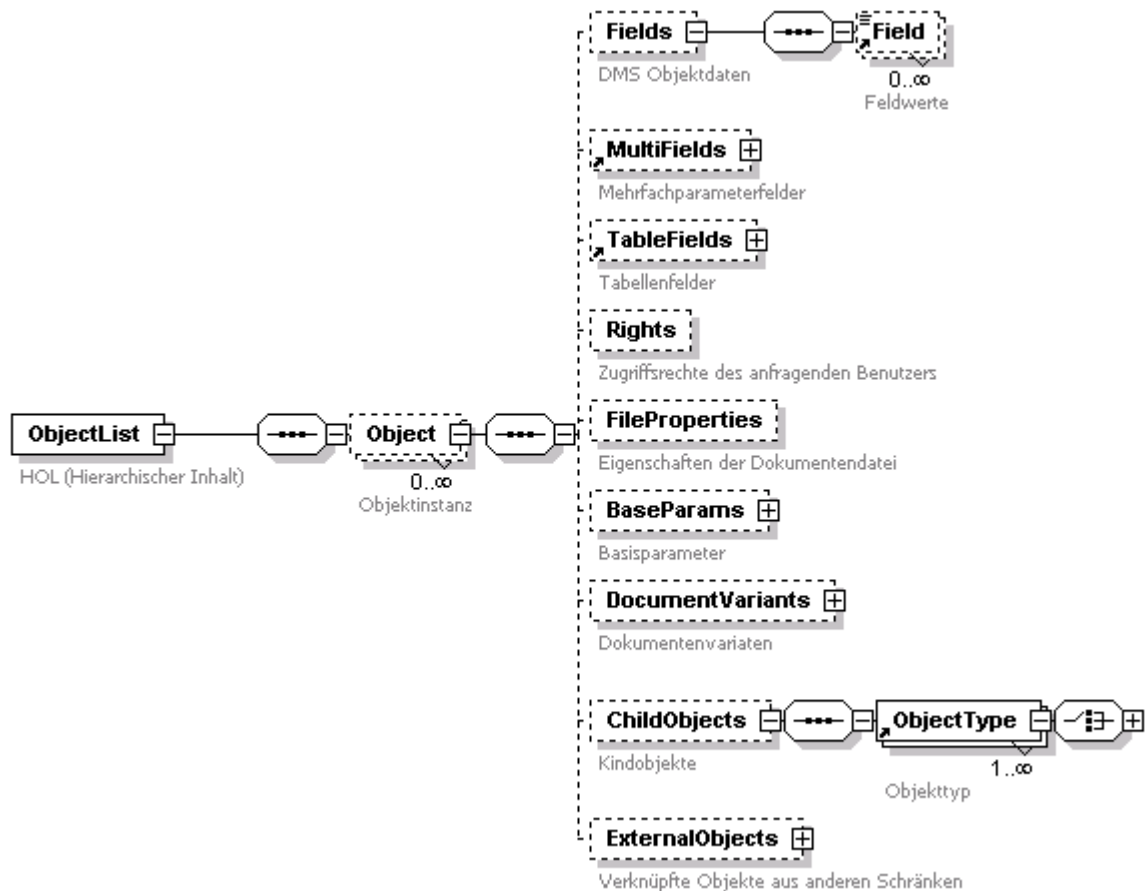 Fields
Field
DMS Objektdaten
0..∞
Feldwerte
MultiFields
Mehrfachparameterfelder
TableFields
Tabellenfelder
Rights
Zugriffsrechte des anfragenden Benutzers
ObjectList
HOL (Hierarchischer Inhalt)
Object
0..∞
Objektinstanz
FileProperties
Eigenschaften der Dokumentendatei
BaseParams
Basisparameter
DocumentVariants
Dokumentenvariaten
ChildObjects
Kindobjekte
ObjectType
1..∞
Objekttyp
ExternalObjects
Verknüpfte Objekte aus anderen Schränken